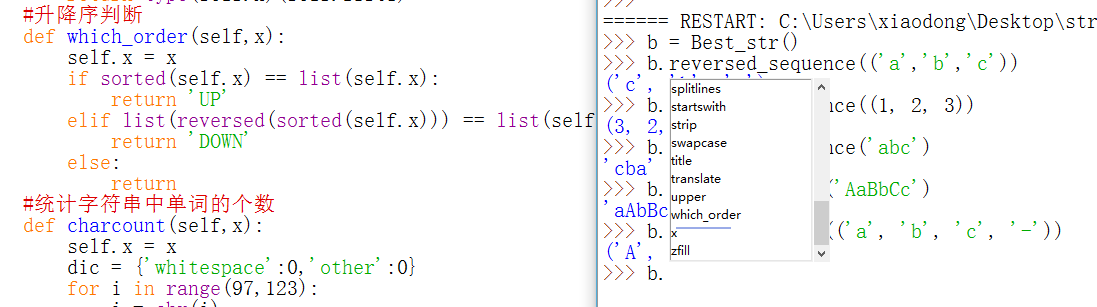 #升降序判断
def which_order(self,x):
self.x = x
if sorted(self.x) == list(self.x):
return 'UP'
elif list(reversed(sorted(self.x))) == list(self
return 'DOWN'
else:
return
#统计字符串中单词的个数
def charcount(self,x):
self.x = x
dic = {'whitespace':0,'other':0}
for i in range(97,123):
>>>
====== RESTART: C:\Users\xiaodong\Desktop\str
>>> b = Best_str()
>>> b.reversed_sequence(('a','b','c'))
('c',
>>> b. nce((1, 2, 3))
(3, 2,
>>> b. nce('abc')
'cba'
>>> b. ('AaBbCc')
'aAbBc
>>> b. (('a', 'b', 'c', '-'))
('A',
>>> b.
splitlines
startswith
strip
swapcase
title
translate
upper
which_order
x
zfill